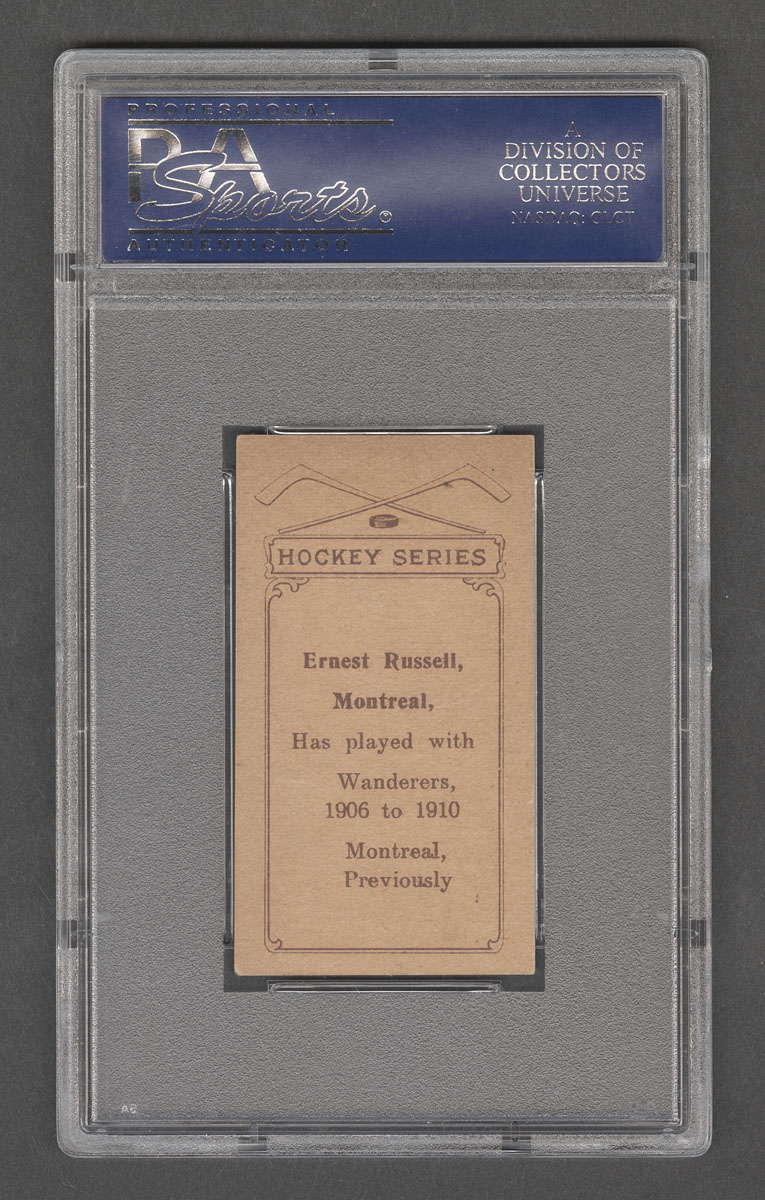 PROFESSIONAL
PSA
Sports®
AUTHENTICATOR
A
DIVISION OF
COLLECTORS
UNIVERSE
NASDAQ: CLCT
HOCKEY SERIES
Ernest Russell,
Montreal,
Has played with
Wanderers,
1906 to 1910
Montreal,
Previously